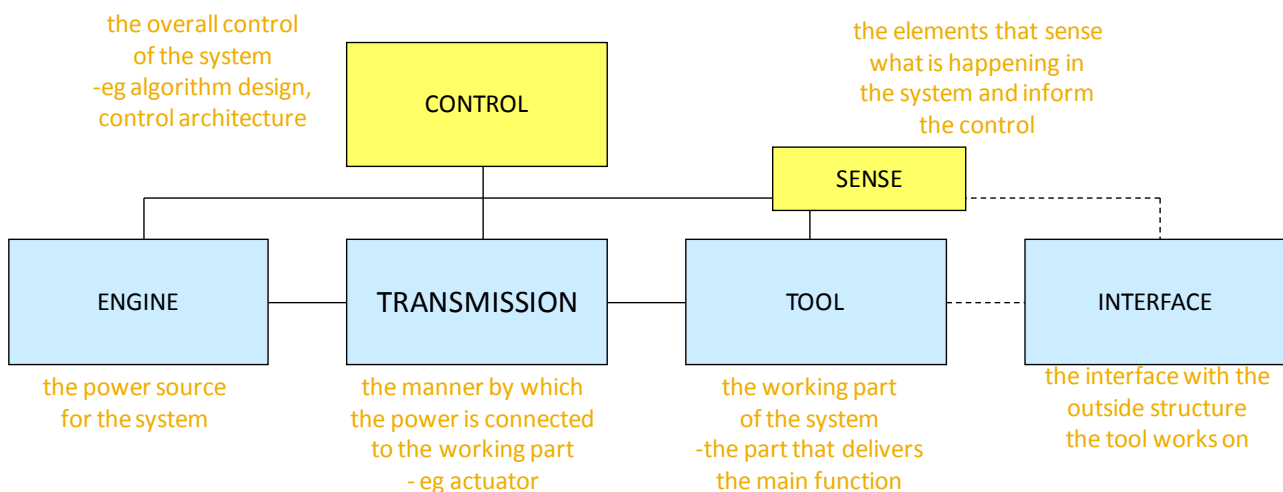 the overall control
of the system
-eg algorithm design,
control architecture
CONTROL
the elements that sense
what is happening in
the system and inform
the control
SENSE
ENGINE
TRANSMISSION
TOOL
INTERFACE
the power source
for the system
the manner by which
the power is connected
to the working part
- eg actuator
the working part
of the system
-the part that delivers
the main function
the interface with the
outside structure
the tool works on